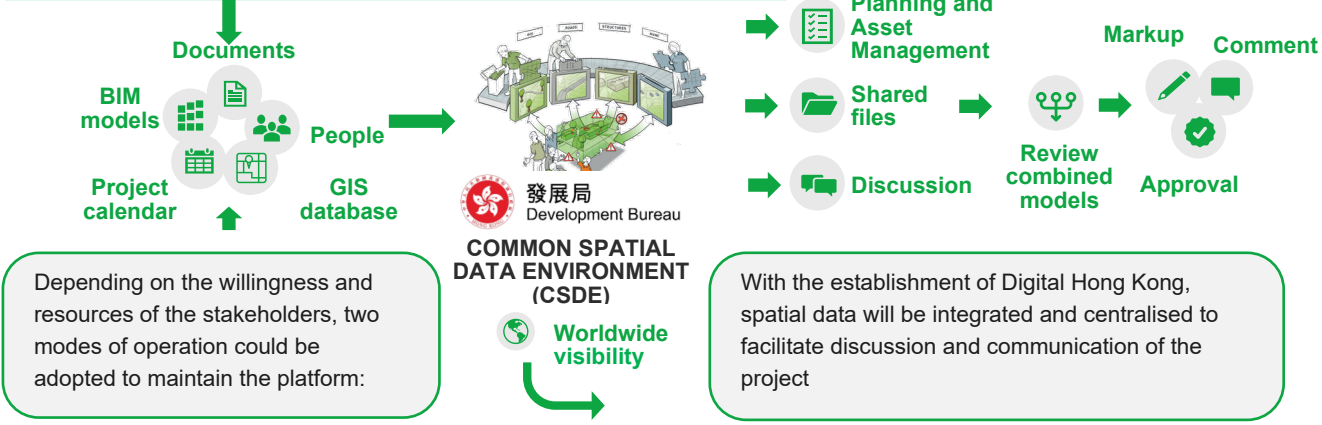 Documents
BIM
models
People
Project
calendar
GIS
database
發展局
Development Bureau
COMMON SPATIAL
DATA ENVIRONMENT
(CSDE)
Worldwide
visibility
Planning and
Asset
Management
Shared
files
Discussion
Review
combined
models
Markup
Comment
Approval
Depending on the willingness and
resources of the stakeholders, two
modes of operation could be
adopted to maintain the platform:
With the establishment of Digital Hong Kong,
spatial data will be integrated and centralised to
facilitate discussion and communication of the
project